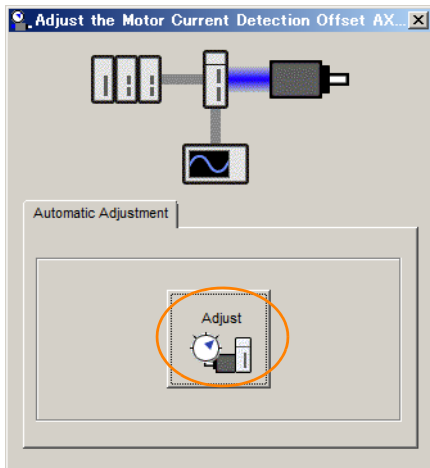 Adjust the Motor Current Detection Offset AX...
Automatic Adjustment
Adjust